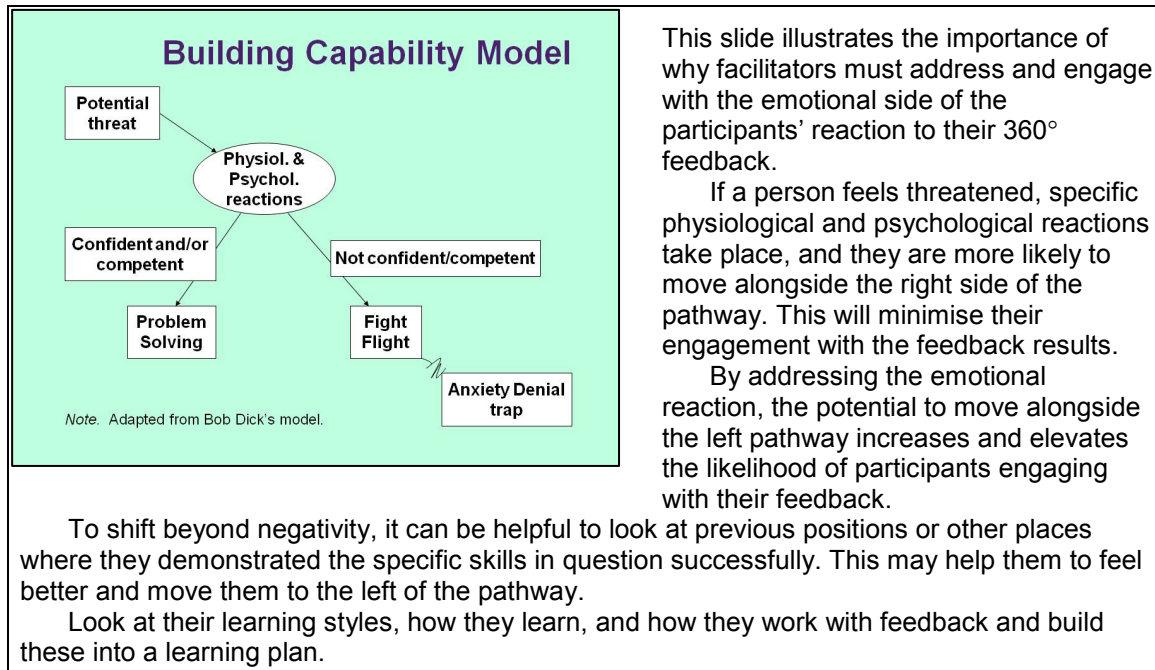 Building Capability Model
Potential
threat
Physiol. &
Psychol.
reactions
Confident and/or
competent
Not confident/competent
Problem
Solving
Fight
Flight
Anxiety Denial
trap
Note. Adapted from Bob Dick's model.
This slide illustrates the importance of
why facilitators must address and engage
with the emotional side of the
participants' reaction to their 360°
feedback.
If a person feels threatened, specific
physiological and psychological reactions
take place, and they are more likely to
move alongside the right side of the
pathway. This will minimise their
engagement with the feedback results.
By addressing the emotional
reaction, the potential to move alongside
the left pathway increases and elevates
the likelihood of participants engaging
with their feedback.
To shift beyond negativity, it can be helpful to look at previous positions or other places
where they demonstrated the specific skills in question successfully. This may help them to feel
better and move them to the left of the pathway.
Look at their learning styles, how they learn, and how they work with feedback and build
these into a learning plan.